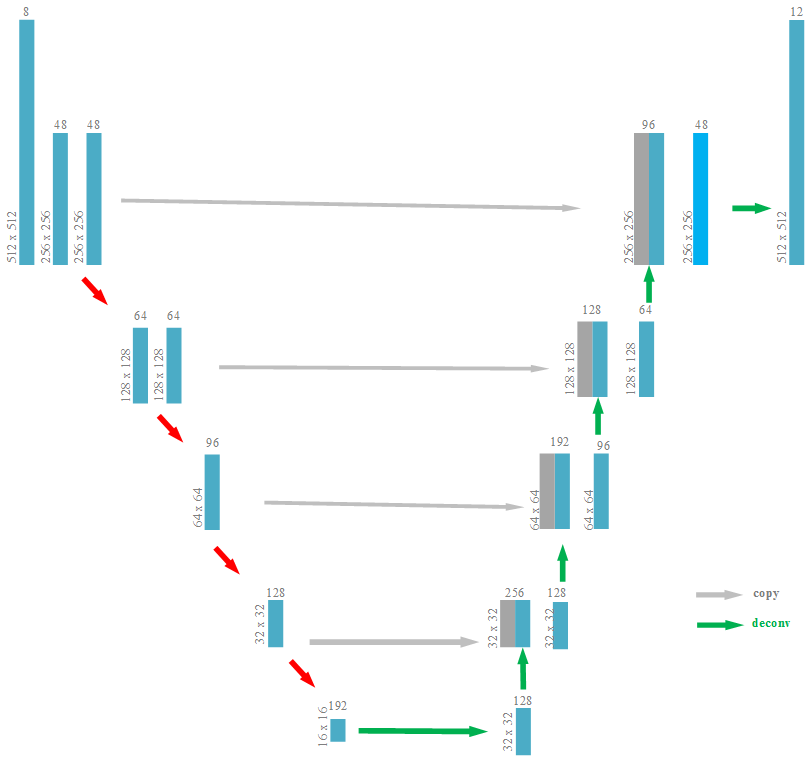 8
12
48
48
96
48
512 x 512
256 x 256
256 x 256
256 x 256
256 x 256
512 x 512
64
64
128
64
128 x 128
128 x 128
128 x 128
128 x 128
96
192
96
64 x 64
64 x 64
64 x 64
128
256
128
32 x 32
32 x 32
32 x 32
copy
deconv
192
128
16 x 16
32 x 32